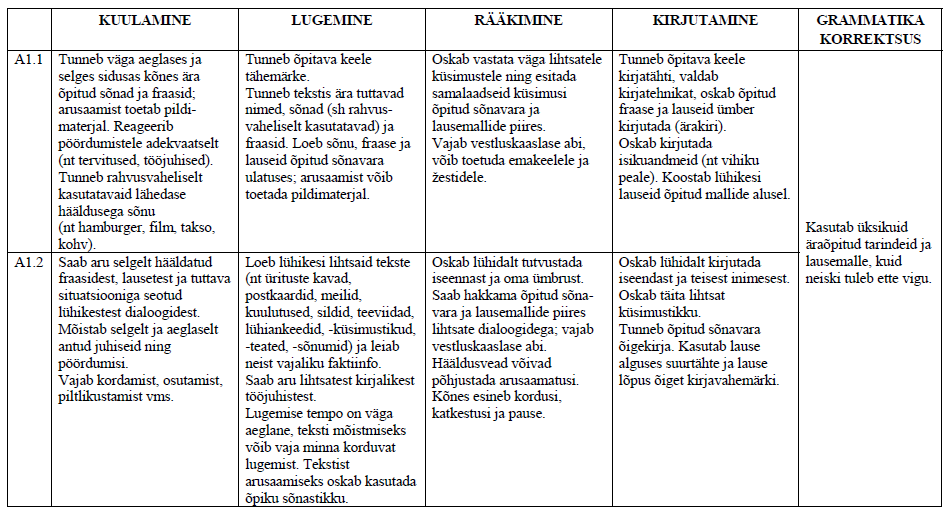 KUULAMINE
LUGEMINE
RÄÄKIMINE
KIRJUTAMINE
GRAMMATIKA
KORREKTSUS
A1.1
Tunneb väga aeglases ja
selges sidusas kõnes ära
õpitud sõnad ja fraasid;
arusaamist toetab pildi-
materjal. Reageerib
pöördumistele adekvaatselt
(nt tervitused, tööjuhised).
Tunneb rahvusvaheliselt
kasutatavaid lähedase
hääldusega sõnu
(nt hamburger, film, takso,
kohv).
Tunneb õpitava keele
tähemärke.
Tunneb tekstis ära tuttavad
nimed, sõnad (sh rahvus-
vaheliselt kasutatavad) ja
fraasid. Loeb sõnu, fraase ja
lauseid õpitud sõnavara
ulatuses; arusaamist võib
toetada pildimaterjal.
Oskab vastata väga lihtsatele
küsimustele ning esitada
samalaadseid küsimusi
õpitud sõnavara ja
lausemallide piires.
Vajab vestluskaaslase abi,
võib toetuda emakeelele ja
žestidele.
Tunneb õpitava keele
kirjatähti, valdab
kirjatehnikat, oskab õpitud
fraase ja lauseid ümber
kirjutada (ärakiri).
Oskab kirjutada
isikuandmeid (nt vihiku
peale). Koostab lühikesi
lauseid õpitud mallide alusel.
Kasutab üksikuid
äraõpitud tarindeid ja
lausemalle, kuid
neiski tuleb ette vigu.
A1.2
Saab aru selgelt hääldatud
fraasidest, lausetest ja tuttava
situatsiooniga seotud
lühikestest dialoogidest.
Mõistab selgelt ja aeglaselt
antud juhiseid ning
pöördumisi.
Vajab kordamist, osutamist,
piltlikustamist vms.
Loeb lühikesi lihtsaid tekste
(nt ürituste kavad,
postkaardid, meilid,
kuulutused, sildid, teeviidad,
lühiankeedid, -küsimustikud,
-teated, -sõnumid) ja leiab
neist vajaliku faktiinfo.
Saab aru lihtsatest kirjalikest
tööjuhistest.
Lugemise tempo on väga
aeglane, teksti mõistmiseks
võib vaja minna korduvat
lugemist. Tekstist
arusaamiseks oskab kasutada
õpiku sõnastikku.
Oskab lühidalt tutvustada
iseennast ja oma ümbrust.
Saab hakkama õpitud sõna-
vara ja lausemallide piires
lihtsate dialoogidega; vajab
vestluskaaslase abi.
Hääldusvead võivad
põhjustada arusaamatusi.
Kõnes esineb kordusi,
katkestusi ja pause.
Oskab lühidalt kirjutada
iseendast ja teisest inimesest.
Oskab täita lihtsat
küsimustikku.
Tunneb õpitud sõnavara
õigekirja. Kasutab lause
alguses suurtähte ja lause
lõpus õiget kirjavahemärki.